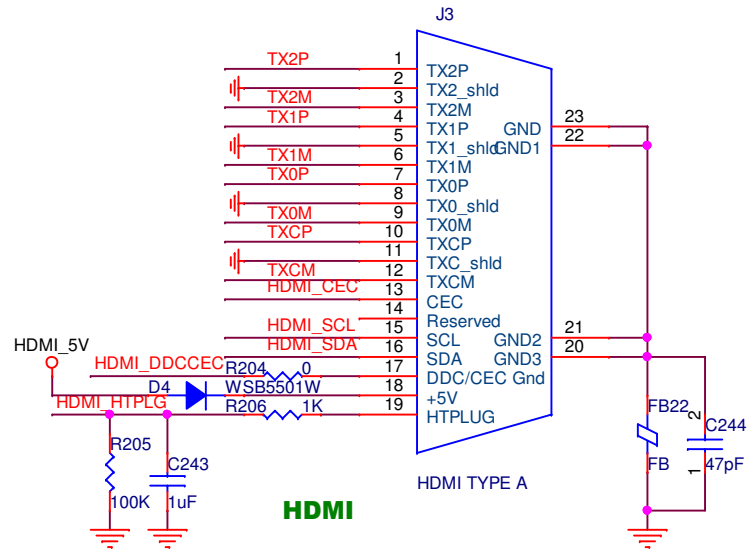 J3
TX2P 1 TX2P
2 TX2_shld
TX2M 3 TX2M
TX1P 4 TX1P GND 23
5 TX1_shld GND1 22
TX1M 6 TX1M
TX0P 7 TX0P
8 TX0_shld
TX0M 9 TX0M
TXCP 10 TXCP
11 TXC_shld
TXCM 12 TXCM
HDMI_CEC 13 CEC
14 Reserved
HDMI_SCL 15 SCL GND2 21
HDMI_SDA 16 SDA GND3 20
HDMI_5V
HDMI_DDCCEC R204 0 17 DDC/CEC Gnd
D4 WSB5501W 18 +5V
HDMI_HTPLG R206 1K 19 HTPLUG
FB22
FB
2 C244
1 47pF
R205
100K
C243
1uF
HDMI TYPE A
HDMI